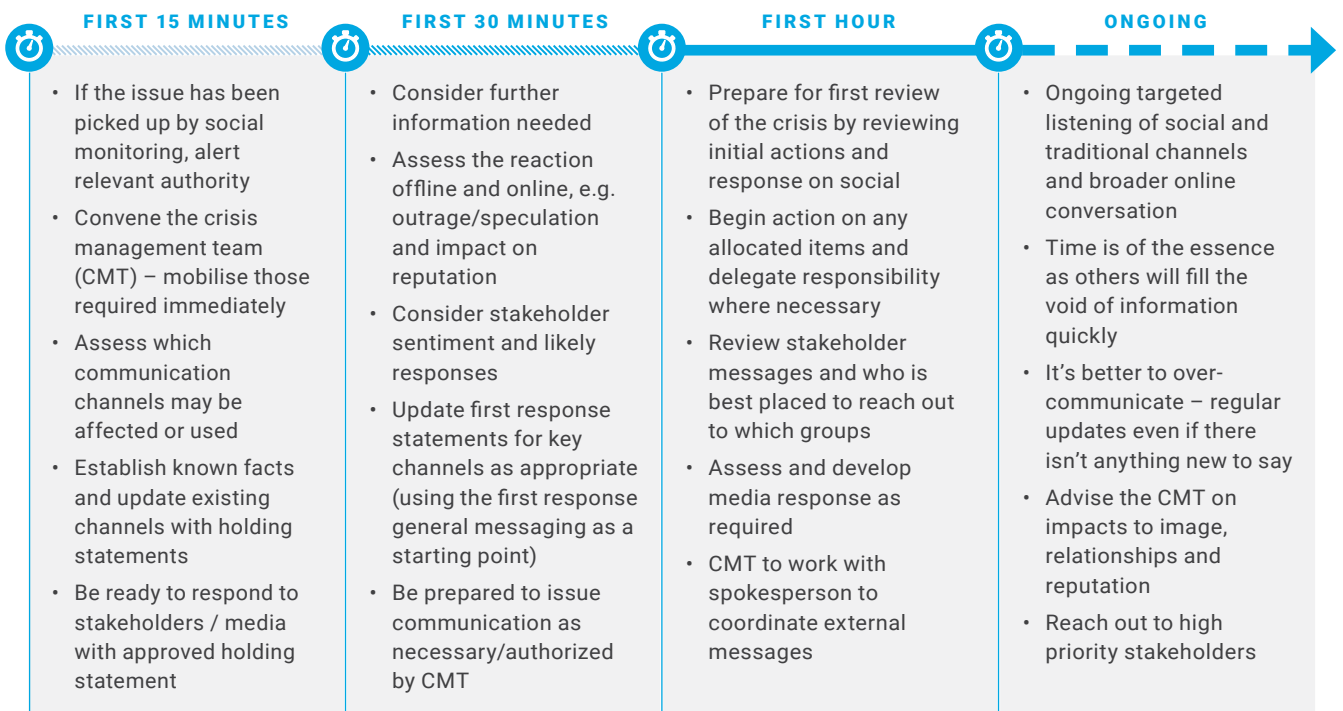 FIRST 15 MINUTES
• If the issue has been
picked up by social
monitoring, alert
relevant authority
• Convene the crisis
management team
(CMT) – mobilise those
required immediately
• Assess which
communication
channels may be
affected or used
• Establish known facts
and update existing
channels with holding
statements
• Be ready to respond to
stakeholders / media
with approved holding
statement
FIRST 30 MINUTES
• Consider further
information needed
• Assess the reaction
offline and online, e.g.
outrage/speculation
and impact on
reputation
• Consider stakeholder
sentiment and likely
responses
• Update first response
statements for key
channels as appropriate
(using the first response
general messaging as a
starting point)
• Be prepared to issue
communication as
necessary/authorized
by CMT
FIRST HOUR
• Prepare for first review
of the crisis by reviewing
initial actions and
response on social
• Begin action on any
allocated items and
delegate responsibility
where necessary
• Review stakeholder
messages and who is
best placed to reach out
to which groups
• Assess and develop
media response as
required
• CMT to work with
spokesperson to
coordinate external
messages
ONGOING
• Ongoing targeted
listening of social and
traditional channels
and broader online
conversation
• Time is of the essence
as others will fill the
void of information
quickly
• It’s better to over-
communicate – regular
updates even if there
isn’t anything new to say
• Advise the CMT on
impacts to image,
relationships and
reputation
• Reach out to high
priority stakeholders